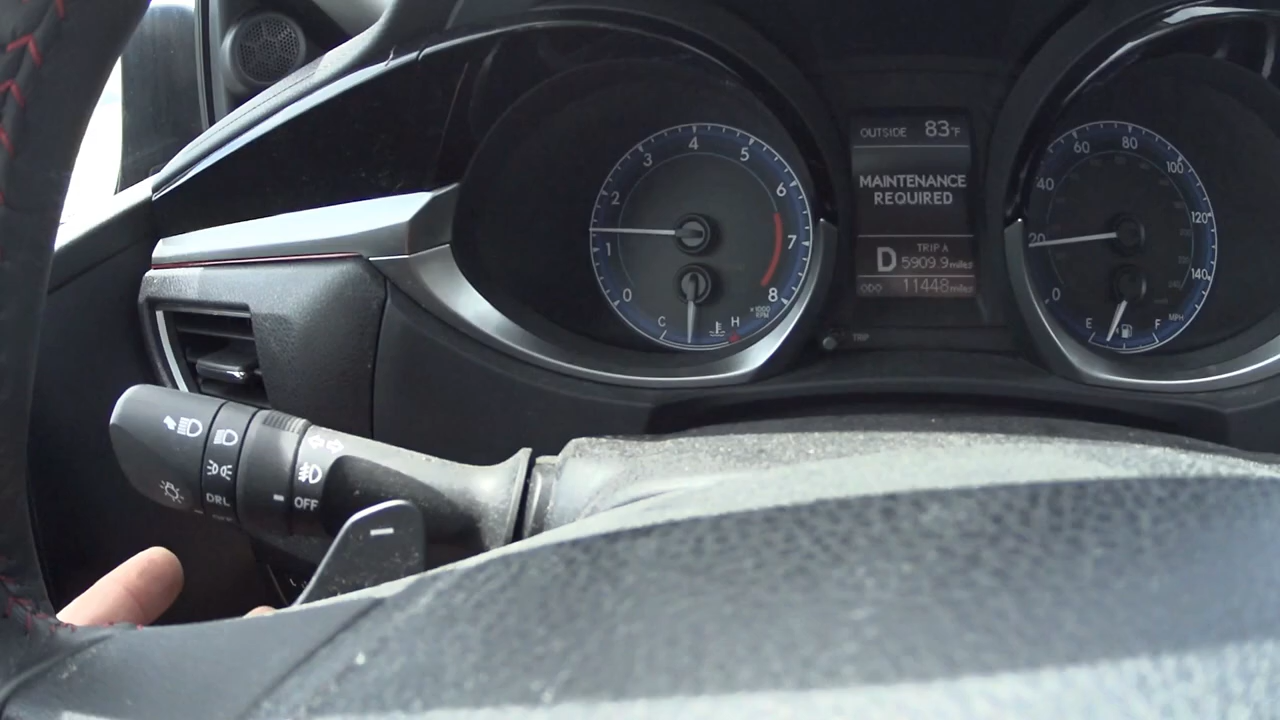 OUTSIDE 83°F
MAINTENANCE
REQUIRED
TRIP A
D 5909.9 miles
ODO 11448 miles
TRIP
0 1 2 3 4 5 6 7 8
x1000
RPM
C H
0 20 40 60 80 100 120 140
MPH
E F
DRL
OFF